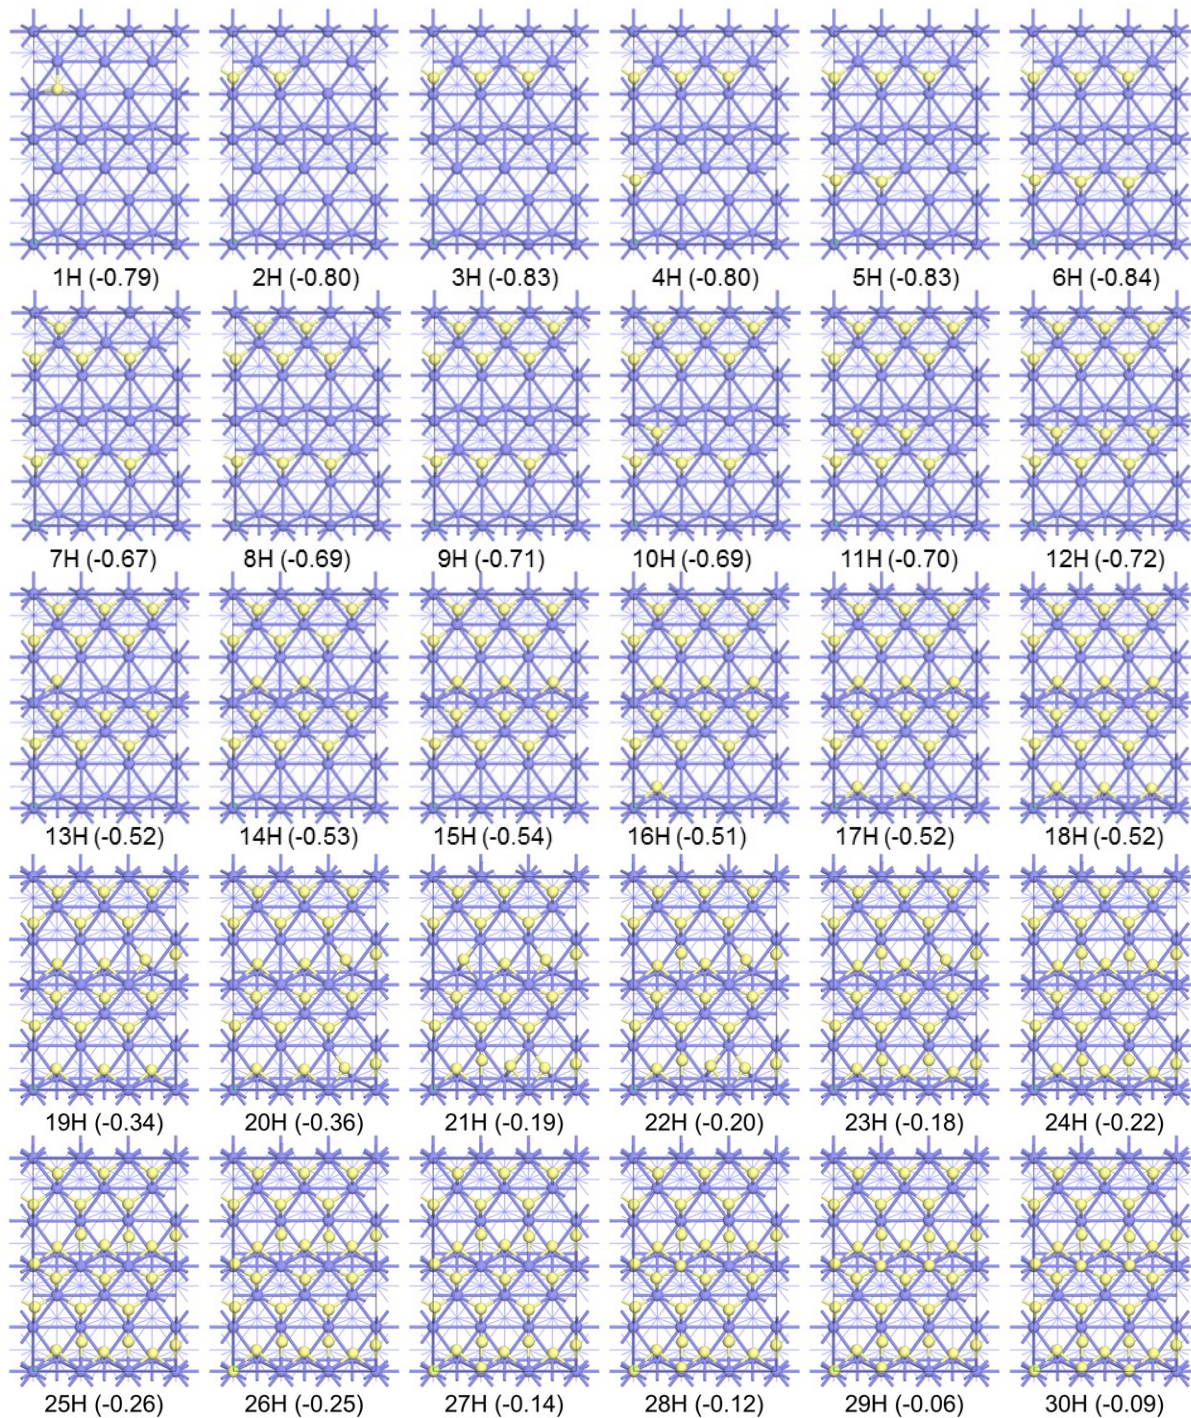 1H (-0.79) 2H (-0.80) 3H (-0.83) 4H (-0.80) 5H (-0.83) 6H (-0.84)
7H (-0.67) 8H (-0.69) 9H (-0.71) 10H (-0.69) 11H (-0.70) 12H (-0.72)
13H (-0.52) 14H (-0.53) 15H (-0.54) 16H (-0.51) 17H (-0.52) 18H (-0.52)
19H (-0.34) 20H (-0.36) 21H (-0.19) 22H (-0.20) 23H (-0.18) 24H (-0.22)
25H (-0.26) 26H (-0.25) 27H (-0.14) 28H (-0.12) 29H (-0.06) 30H (-0.09)